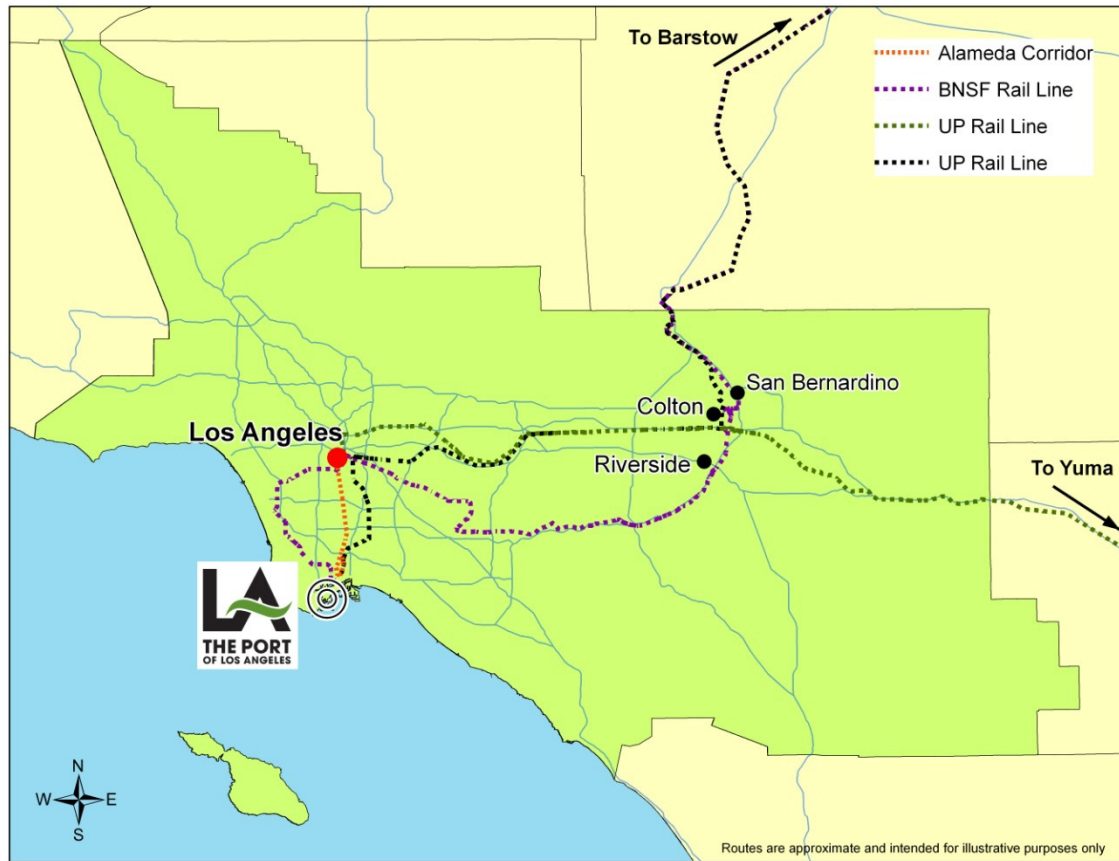 To Barstow
Alameda Corridor
BNSF Rail Line
UP Rail Line
UP Rail Line
San Bernardino
Colton
Los Angeles
Riverside
To Yuma
LA
THE PORT
OF LOS ANGELES
N
W E
S
Routes are approximate and intended for illustrative purposes only